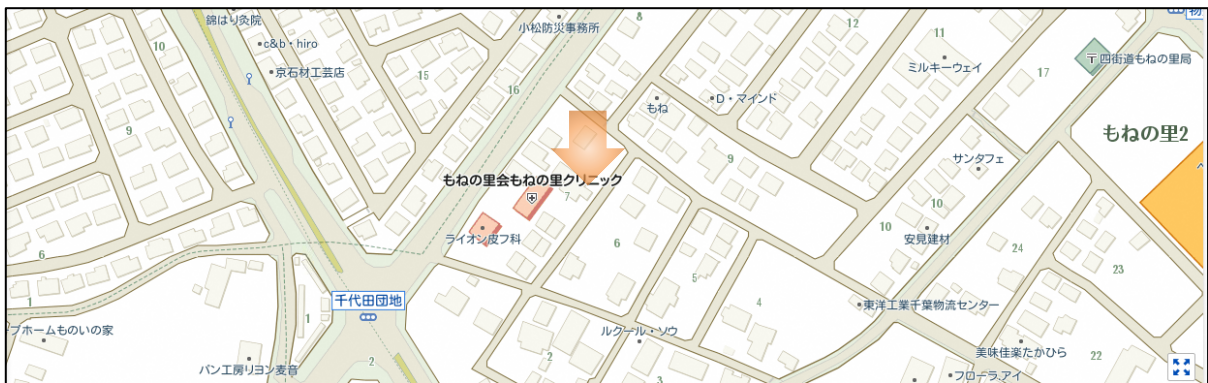 錦はり灸院
小松防災事務所
8
12
11
物
10
c&b・hiro
京石材工芸店
15
16
ミルキーウェイ
17
〒四街道もねの里局
もね
D・マインド
9
9
もねの里2
サンタフェ
もねの里会もねの里クリニック
7
10
10
ライオン皮フ科
6
安見建材
6
24
23
5
1
千代田団地
4
東洋工業千葉物流センター
1
プホームものいの家
ルクール・ソウ
美味佳楽たかひら
2
2
22
パン工房リヨン麦音
3
フローラ.アイ